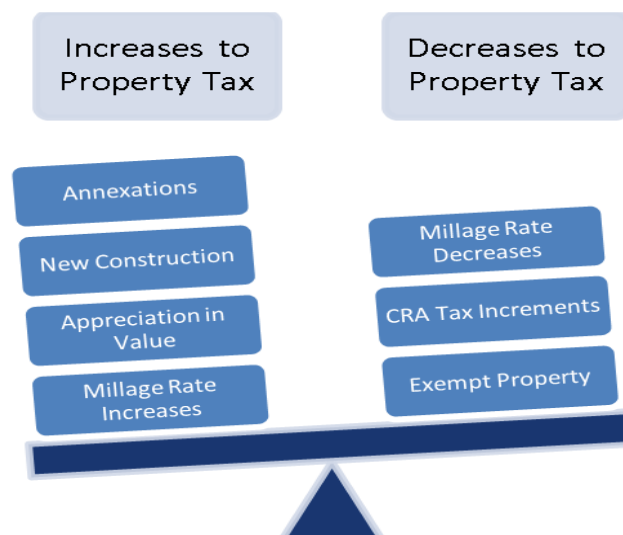 Increases to
Property Tax
Decreases to
Property Tax
Annexations
New Construction
Appreciation in
Value
Millage Rate
Increases
Millage Rate
Decreases
CRA Tax Increments
Exempt Property